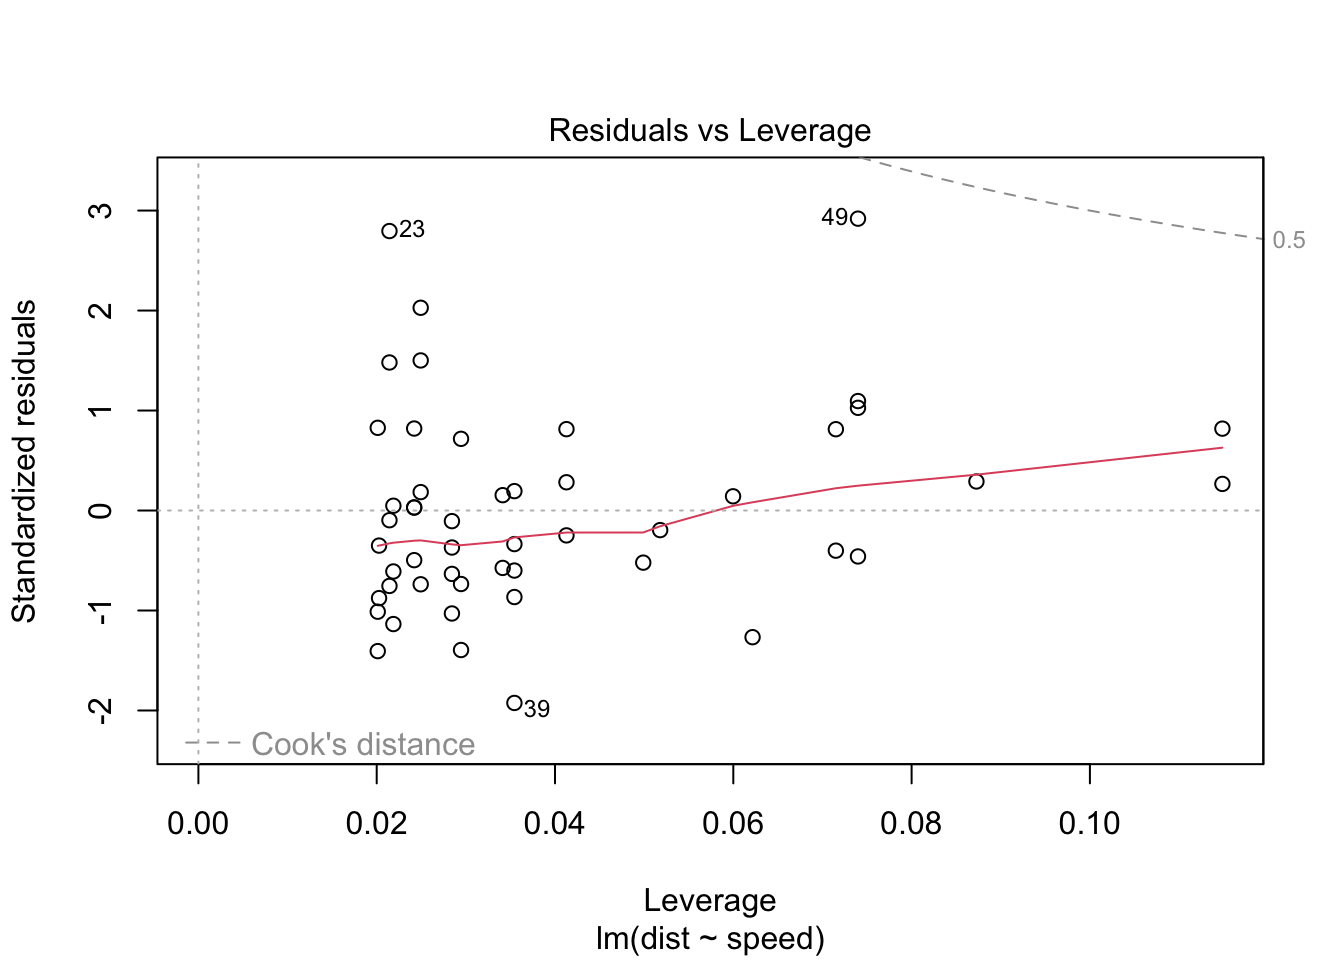 Residuals vs Leverage
Standardized residuals
3
2
1
0
-1
-2
23
49
39
0.5
Cook's distance
0.00 0.02 0.04 0.06 0.08 0.10
Leverage
lm(dist ~ speed)